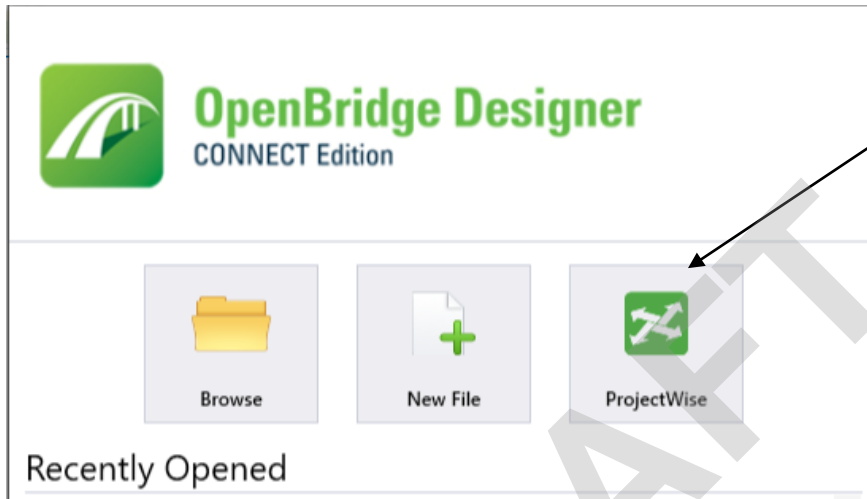 OpenBridge Designer
CONNECT Edition
Browse New File ProjectWise
Recently Opened